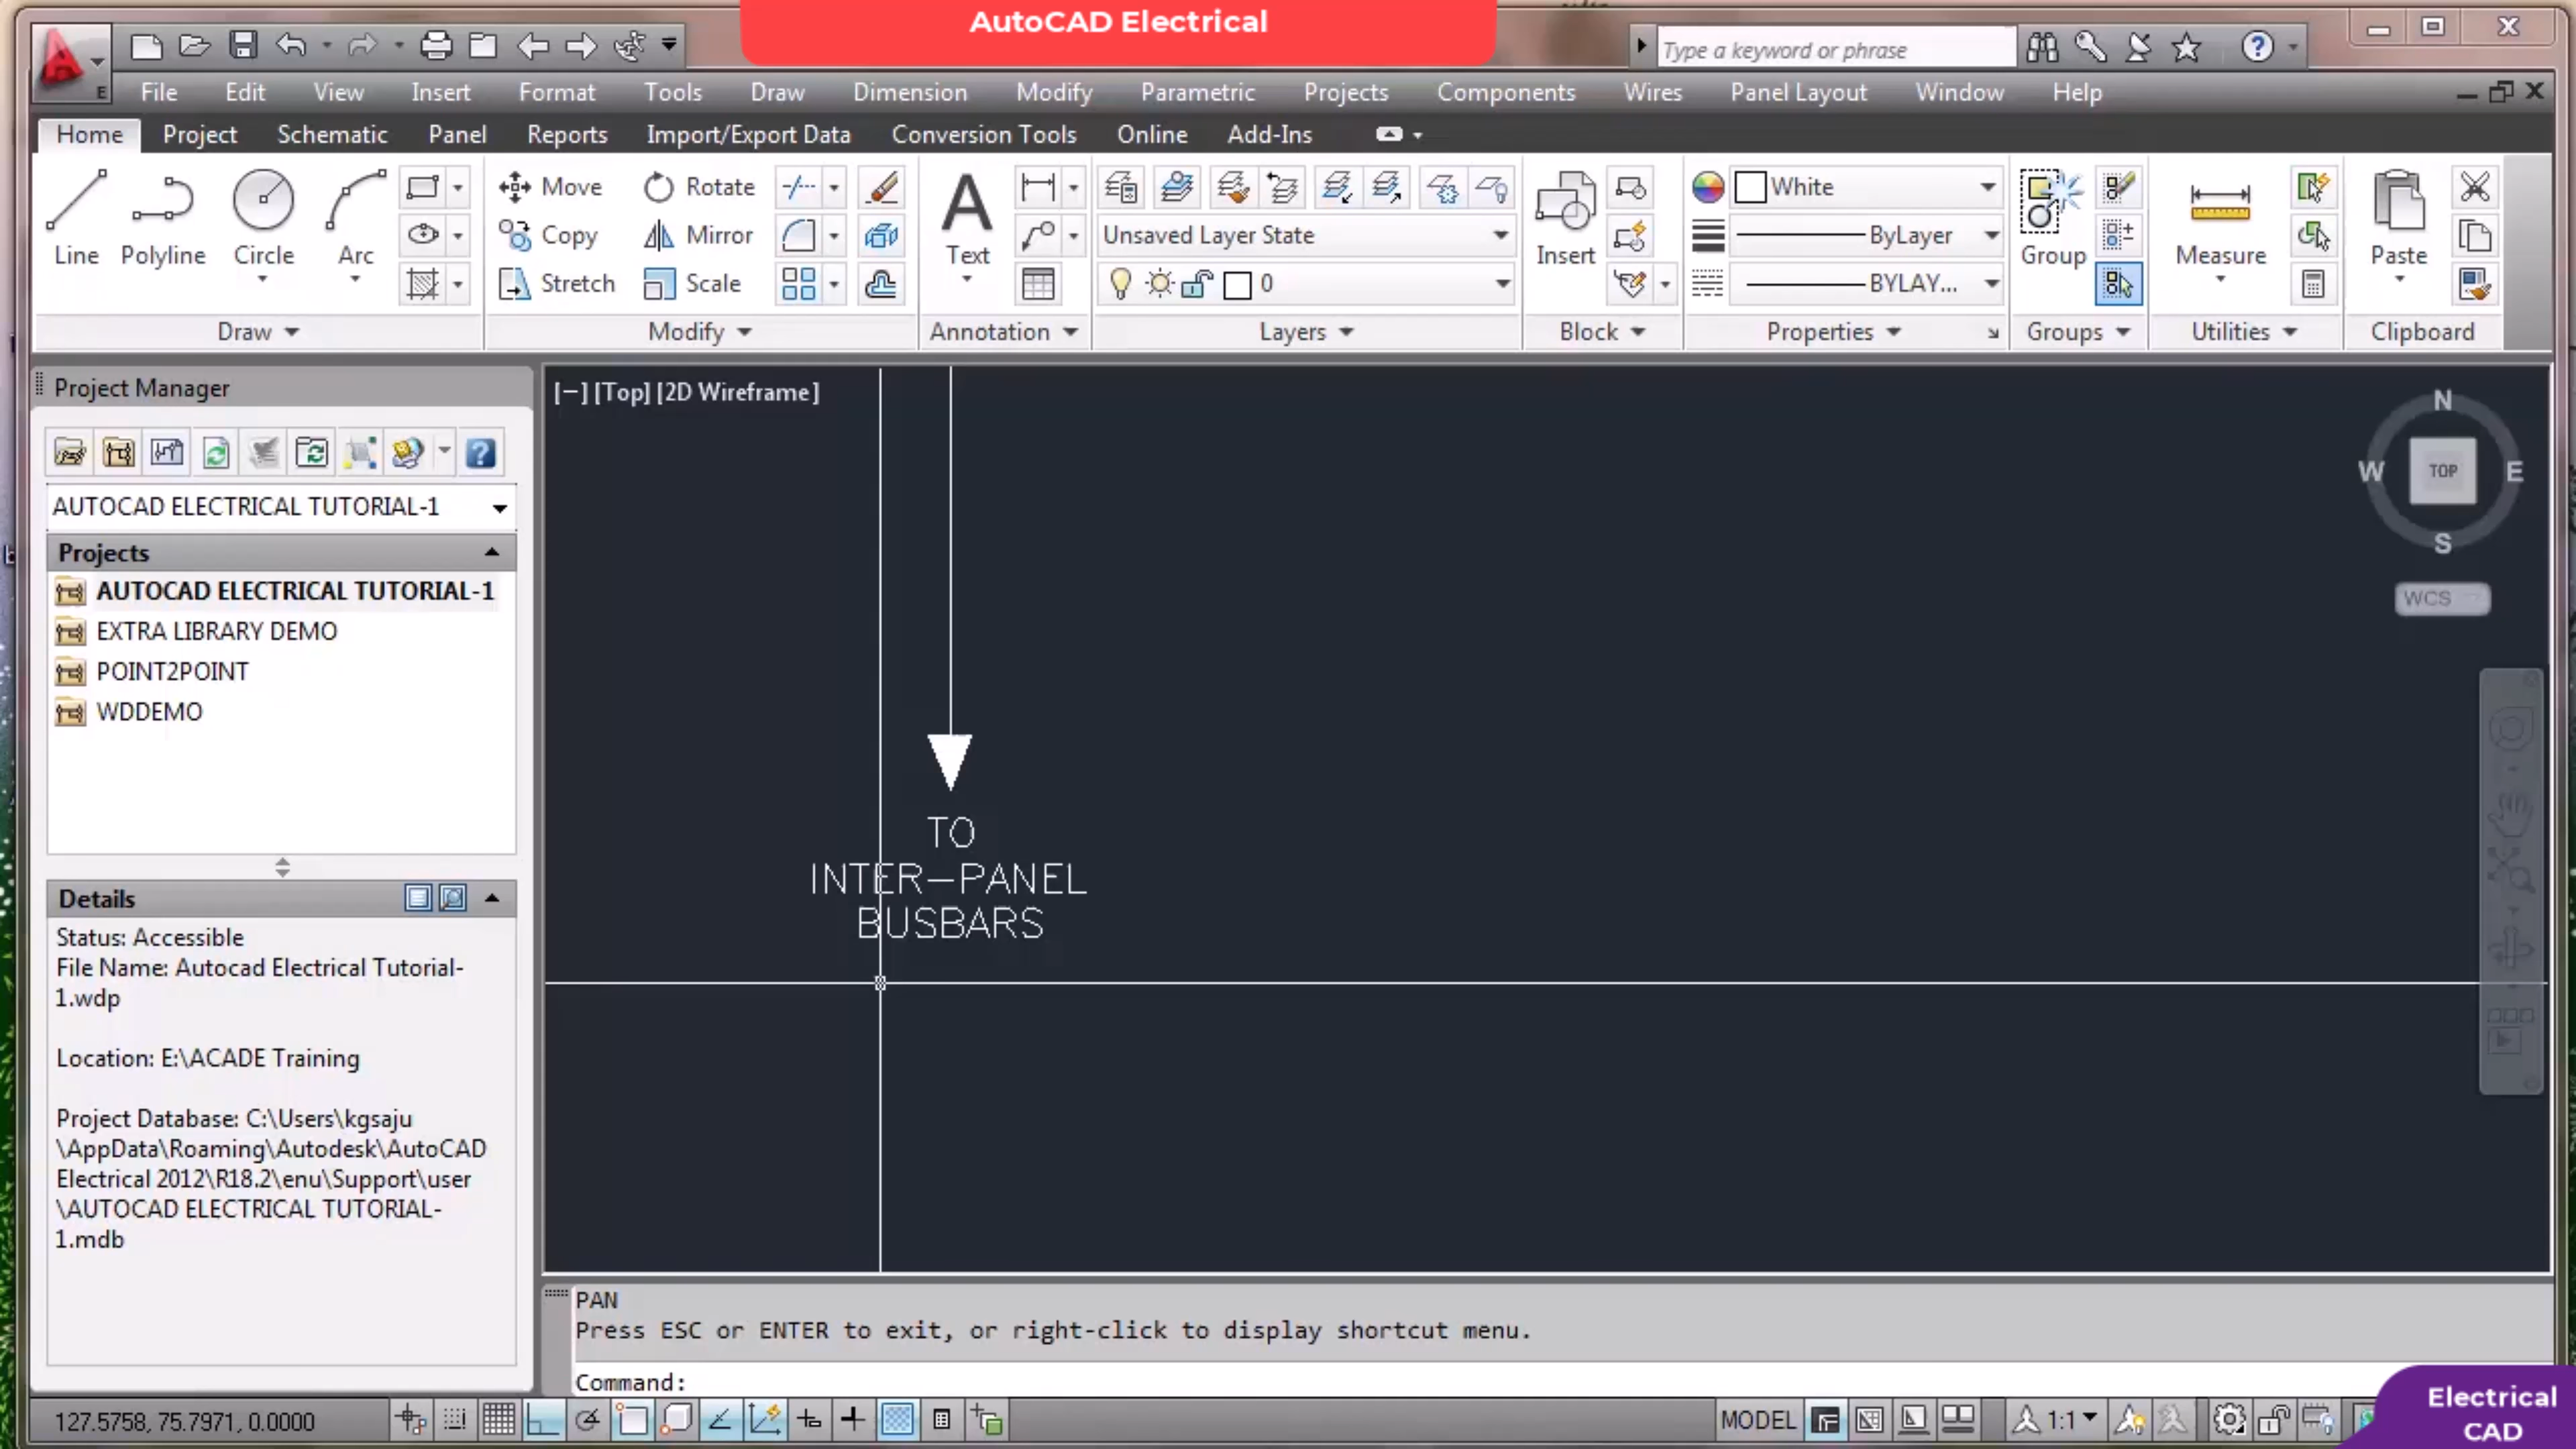 AutoCAD Electrical
Type a keyword or phrase
File Edit View Insert Format Tools Draw Dimension Modify Parametric Projects Components Wires Panel Layout Window Help
Home Project Schematic Panel Reports Import/Export Data Conversion Tools Online Add-Ins
Line Polyline Circle Arc
Move Rotate
Copy Mirror
Stretch Scale
Text
Unsaved Layer State
0
Insert
White
ByLayer
BYLAY...
Group
Measure
Paste
Draw Modify Annotation Layers Block Properties Groups Utilities Clipboard
Project Manager
AUTOCAD ELECTRICAL TUTORIAL-1
Projects
AUTOCAD ELECTRICAL TUTORIAL-1
EXTRA LIBRARY DEMO
POINT2POINT
WDDEMO
Details
Status: Accessible
File Name: Autocad Electrical Tutorial-
1.wdp
Location: E:\ACADE Training
Project Database: C:\Users\kgsaju
\AppData\Roaming\Autodesk\AutoCAD
Electrical 2012\R18.2\enu\Support\user
\AUTOCAD ELECTRICAL TUTORIAL-
1.mdb
[−] [Top] [2D Wireframe]
N
W TOP E
S
WCS
TO
INTER−PANEL
BUSBARS
PAN
Press ESC or ENTER to exit, or right-click to display shortcut menu.
Command:
127.5758, 75.7971, 0.0000
MODEL
1:1
Electrical
CAD